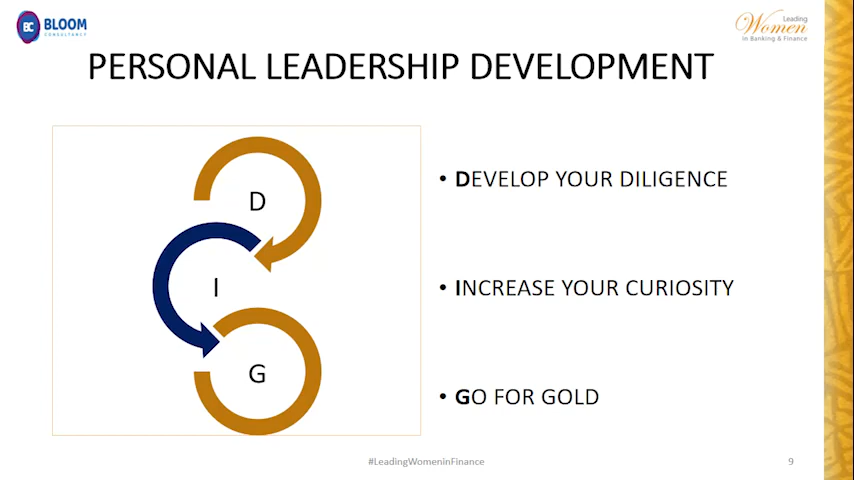 BC BLOOM
CONSULTANCY
Leading
Women
in Banking & Finance
PERSONAL LEADERSHIP DEVELOPMENT
D
I
G
• DEVELOP YOUR DILIGENCE
• INCREASE YOUR CURIOSITY
• GO FOR GOLD
#LeadingWomeninFinance
9